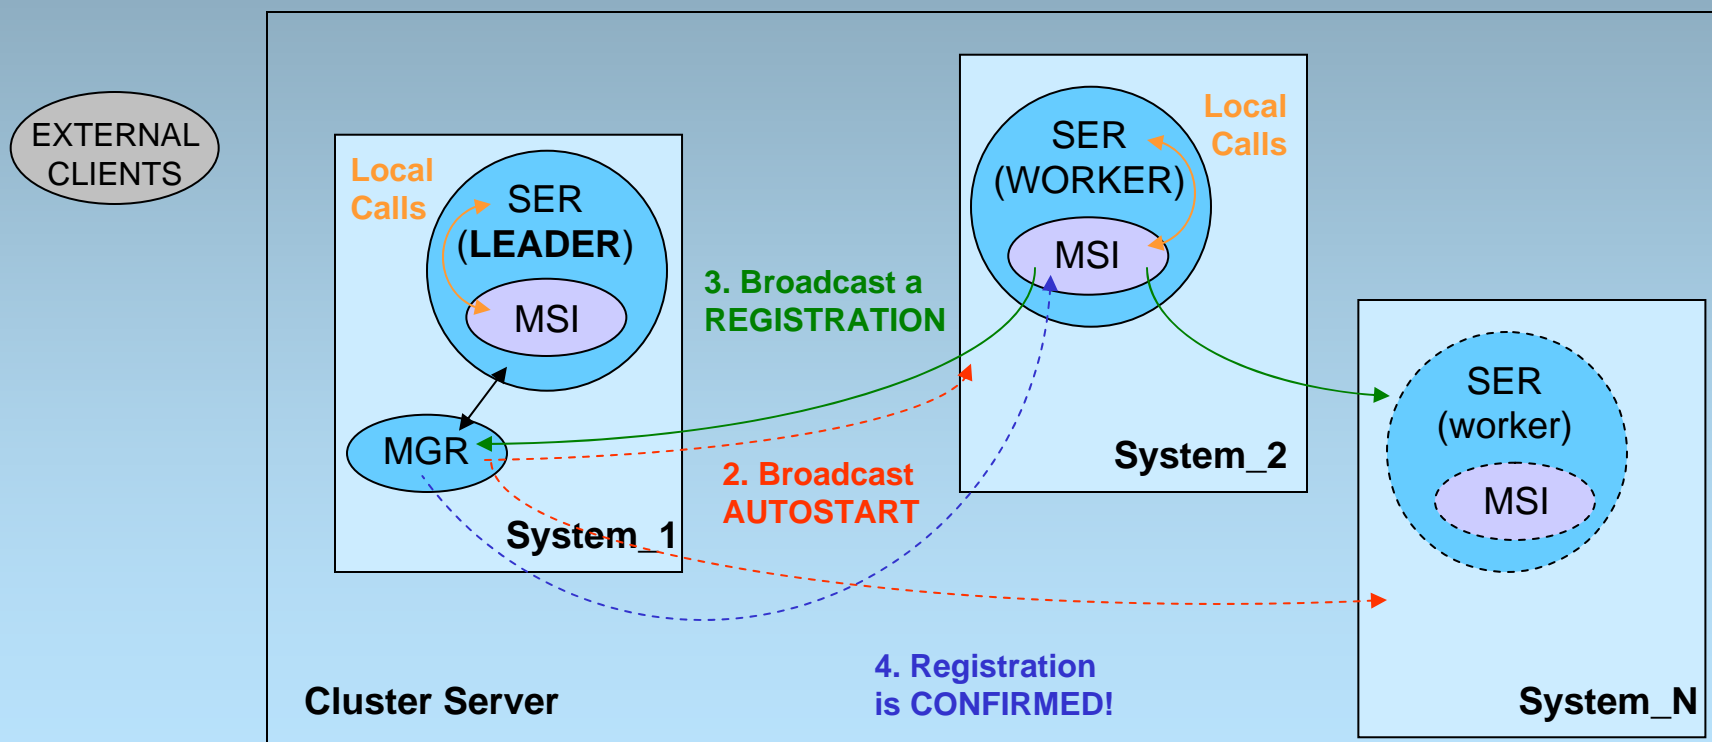 EXTERNAL
CLIENTS
Local
Calls
SER
(LEADER)
MSI
MGR
System_1
3. Broadcast a
REGISTRATION
2. Broadcast
AUTOSTART
SER
(WORKER)
MSI
Local
Calls
System_2
SER
(worker)
MSI
System_N
4. Registration
is CONFIRMED!
Cluster Server